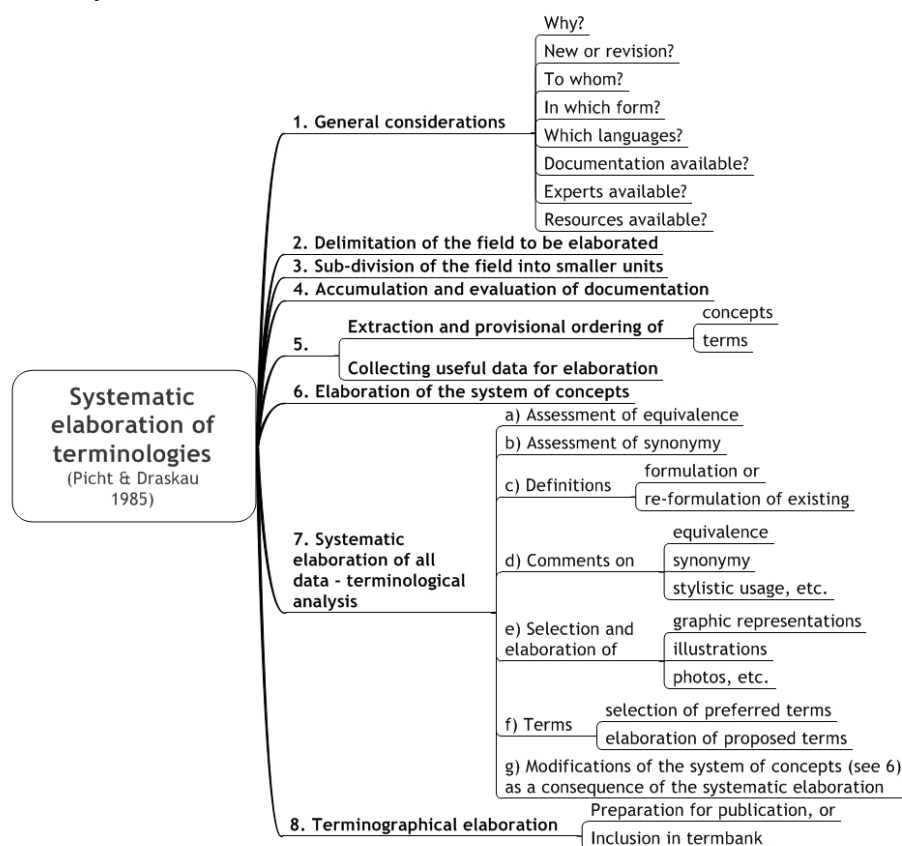 Systematic
elaboration of
terminologies
(Picht & Draskau
1985)
1. General considerations
Why?
New or revision?
To whom?
In which form?
Which languages?
Documentation available?
Experts available?
Resources available?
2. Delimitation of the field to be elaborated
3. Sub-division of the field into smaller units
4. Accumulation and evaluation of documentation
5.
Extraction and provisional ordering of
concepts
terms
Collecting useful data for elaboration
6. Elaboration of the system of concepts
7. Systematic
elaboration of all
data - terminological
analysis
a) Assessment of equivalence
b) Assessment of synonymy
c) Definitions
formulation or
re-formulation of existing
d) Comments on
equivalence
synonymy
stylistic usage, etc.
e) Selection and
elaboration of
graphic representations
illustrations
photos, etc.
f) Terms
selection of preferred terms
elaboration of proposed terms
g) Modifications of the system of concepts (see 6)
as a consequence of the systematic elaboration
8. Terminographical elaboration
Preparation for publication, or
Inclusion in termbank